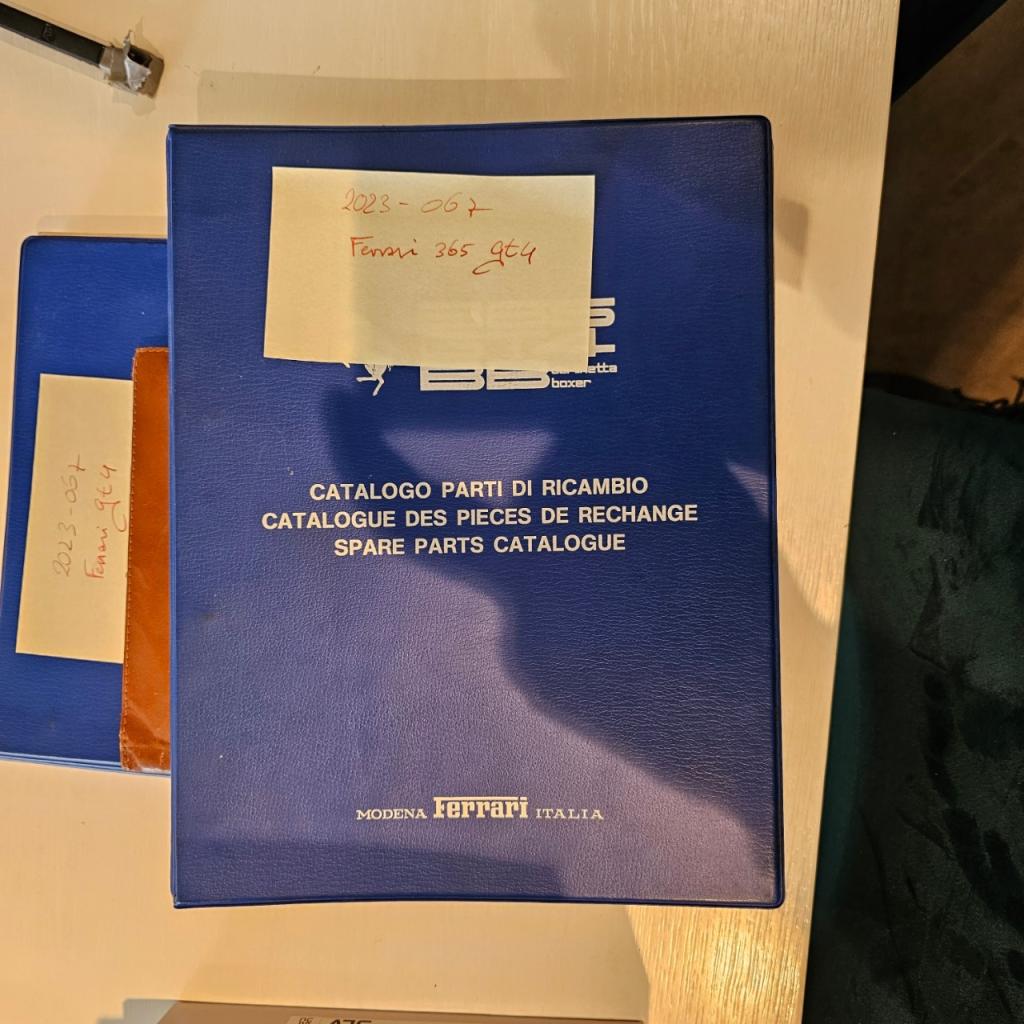 2023-067
Ferrari 365 gt4
BB
boxer
CATALOGO PARTI DI RICAMBIO
CATALOGUE DES PIECES DE RECHANGE
SPARE PARTS CATALOGUE
MODENA Ferrari ITALIA
2023-067
Ferrari gt4